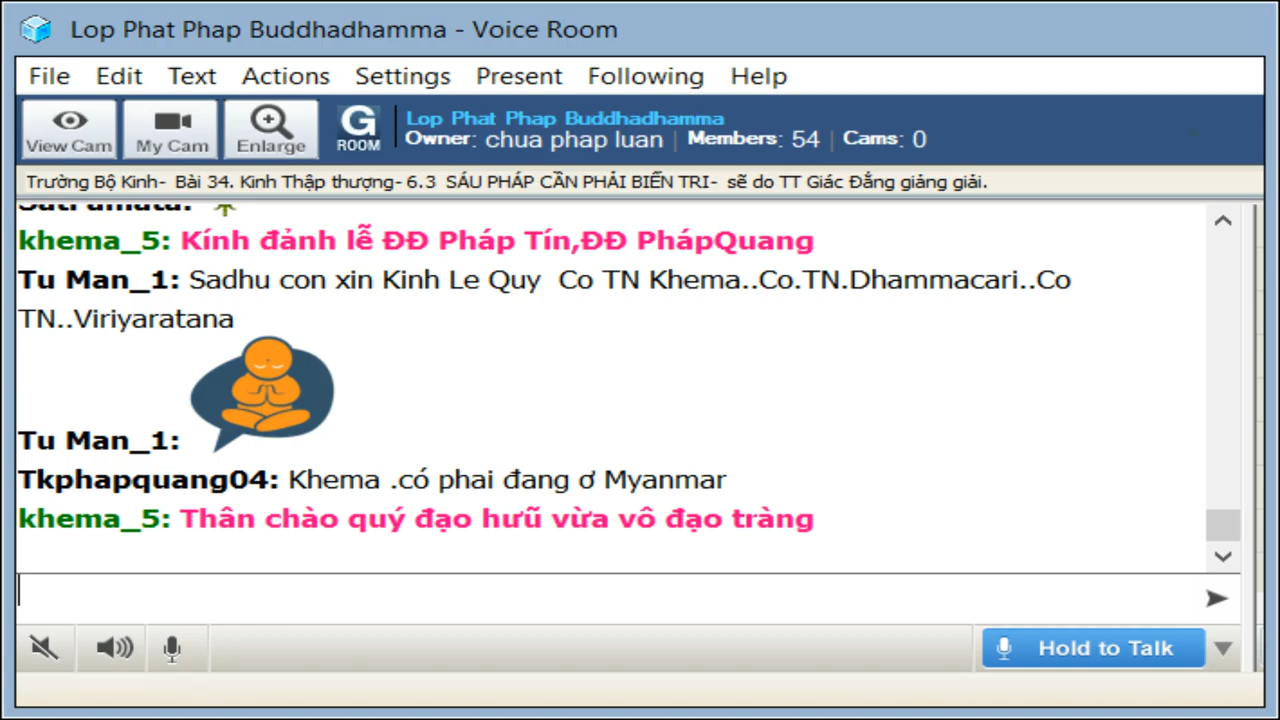 Lop Phat Phap Buddhadhamma - Voice Room
File Edit Text Actions Settings Present Following Help
View Cam My Cam Enlarge G ROOM
Lop Phat Phap Buddhadhamma
Owner: chua phap luan | Members: 54 | Cams: 0
Trường Bộ Kinh- Bài 34. Kinh Thập thượng- 6.3 SÁU PHÁP CẦN PHẢI BIẾN TRI- sẽ do TT Giác Đẳng giảng giải.
khema_5: Kính đảnh lễ ĐĐ Pháp Tín,ĐĐ PhápQuang
Tu Man_1: Sadhu con xin Kinh Le Quy Co TN Khema..Co.TN.Dhammacari..Co
TN..Viriyaratana
Tu Man_1:
Tkphapquang04: Khema .có phai đang ơ Myanmar
khema_5: Thân chào quý đạo hưũ vừa vô đạo tràng
Hold to Talk